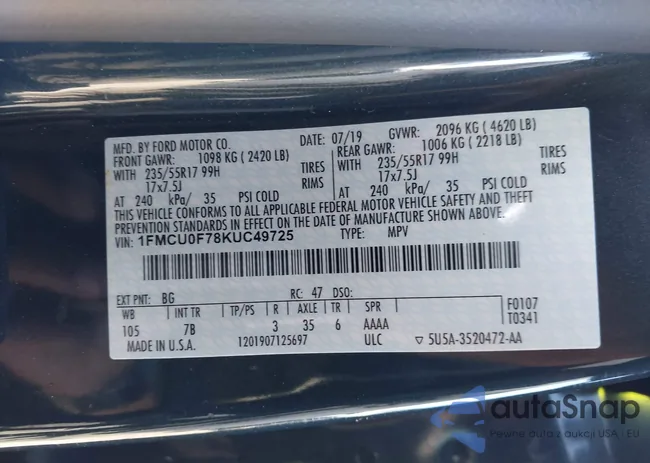 MFD. BY FORD MOTOR CO. DATE: 07/19 GVWR: 2096 KG ( 4620 LB)
FRONT GAWR: 1098 KG ( 2420 LB) REAR GAWR: 1006 KG ( 2218 LB)
WITH 235/55R17 99H TIRES WITH 235/55R17 99H TIRES
17x7.5J RIMS 17x7.5J RIMS
AT 240 kPa/ 35 PSI COLD AT 240 kPa/ 35 PSI COLD
THIS VEHICLE CONFORMS TO ALL APPLICABLE FEDERAL MOTOR VEHICLE SAFETY AND THEFT
PREVENTION STANDARDS IN EFFECT ON THE DATE OF MANUFACTURE SHOWN ABOVE.
VIN: 1FMCU0F78KUC49725 TYPE: MPV
EXT PNT: BG RC: 47 DSO: F0107
WB INT TR TP/PS R AXLE TR SPR T0341
105 7B 3 35 6 AAAA
MADE IN U.S.A. 1201907125697 ULC ▽ 5U5A-3520472-AA
autaSnap
Pewne auta z aukcji USA i EU